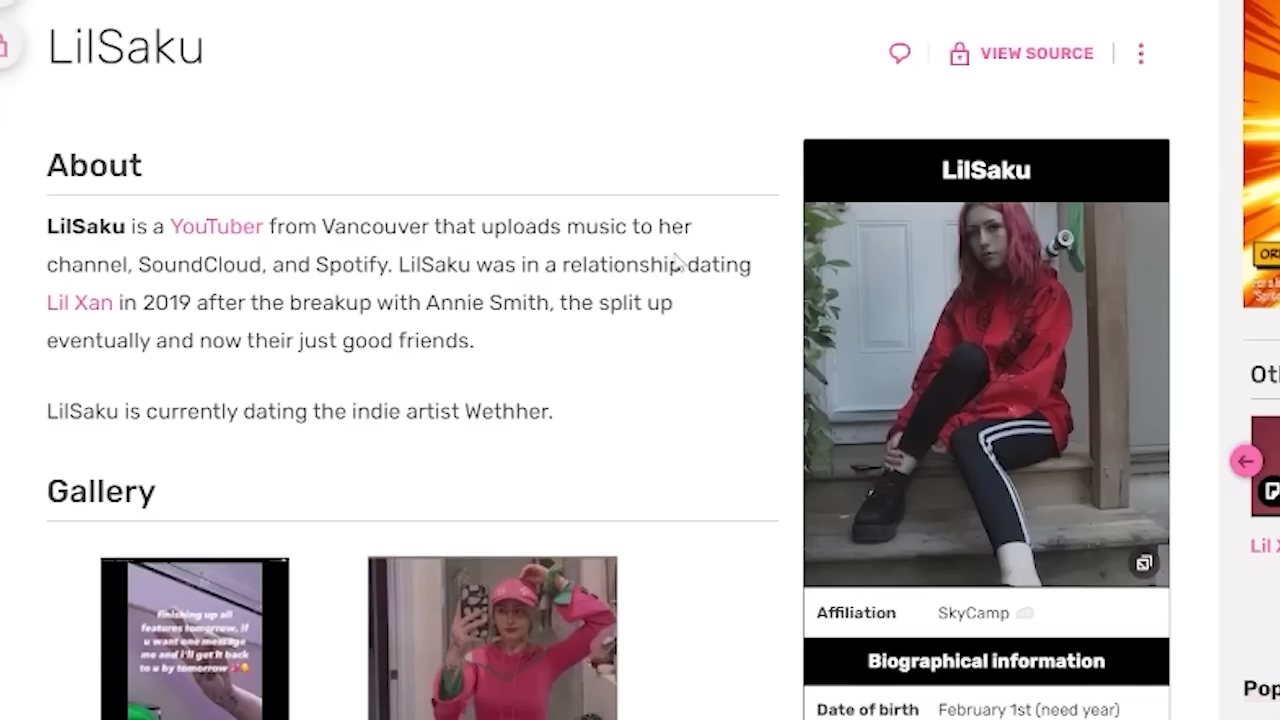 LilSaku
VIEW SOURCE
About
LilSaku is a YouTuber from Vancouver that uploads music to her
channel, SoundCloud, and Spotify. LilSaku was in a relationship dating
Lil Xan in 2019 after the breakup with Annie Smith, the split up
eventually and now their just good friends.
LilSaku is currently dating the indie artist Wethher.
Gallery
finishing up all
features tomorrow, if
u want one message
me and i'll get it back
to u by tomorrow
LilSaku
Affiliation SkyCamp
Biographical information
Date of birth February 1st (need year)
Ot
Lil
Pop